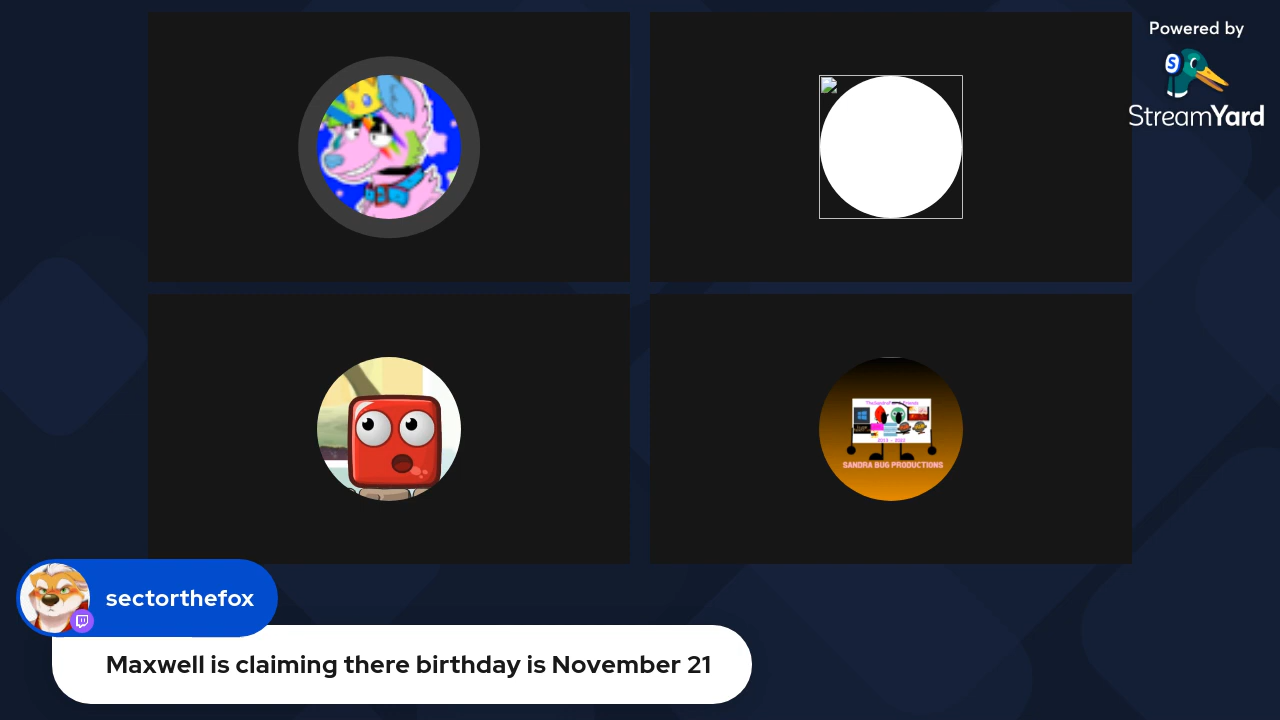 Powered by
S
StreamYard
SANDRA BUG PRODUCTIONS
sectorthefox
Maxwell is claiming there birthday is November 21